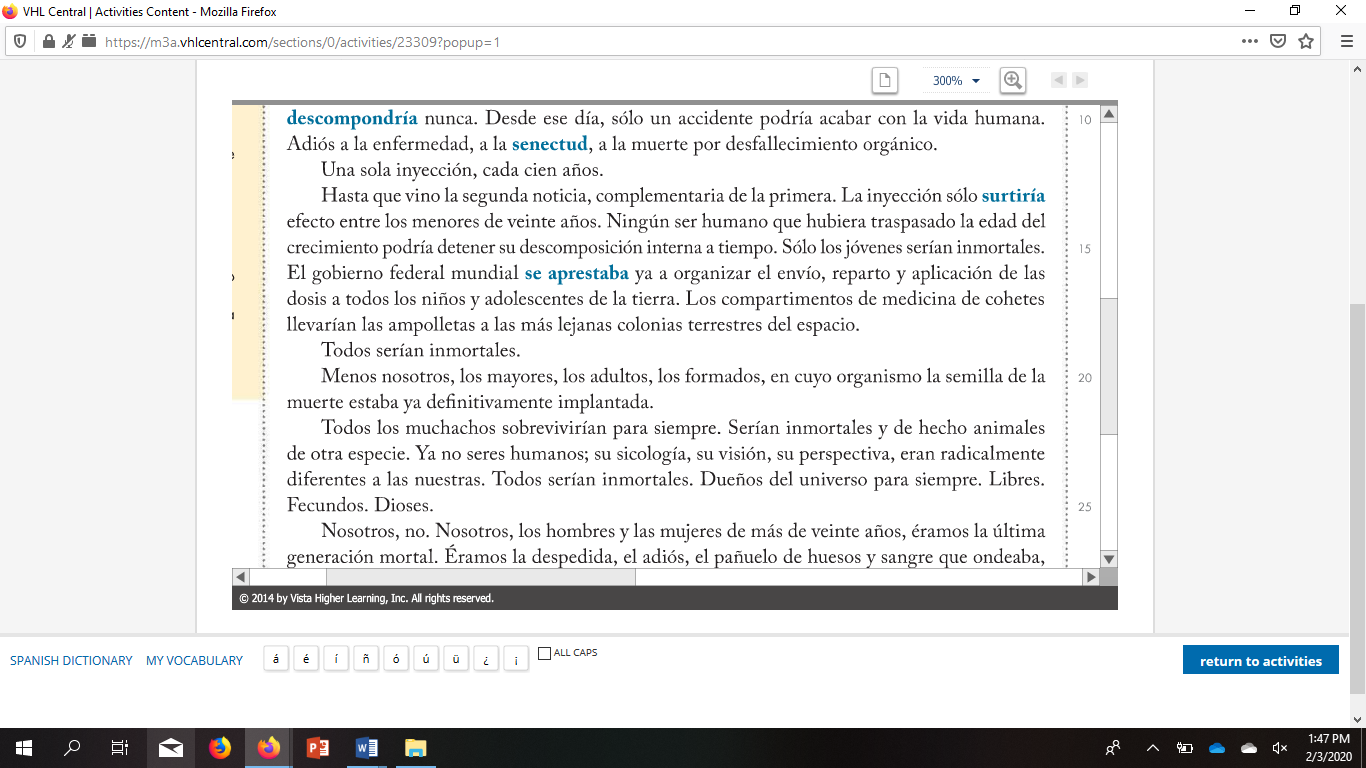 VHL Central | Activities Content - Mozilla Firefox
https://m3a.vhlcentral.com/sections/0/activities/23309?popup=1
300%
descompondría nunca. Desde ese día, sólo un accidente podría acabar con la vida humana. 10
Adiós a la enfermedad, a la senectud, a la muerte por desfallecimiento orgánico.
Una sola inyección, cada cien años.
Hasta que vino la segunda noticia, complementaria de la primera. La inyección sólo surtiría
efecto entre los menores de veinte años. Ningún ser humano que hubiera traspasado la edad del
crecimiento podría detener su descomposición interna a tiempo. Sólo los jóvenes serían inmortales. 15
El gobierno federal mundial se aprestaba ya a organizar el envío, reparto y aplicación de las
dosis a todos los niños y adolescentes de la tierra. Los compartimentos de medicina de cohetes
llevarían las ampolletas a las más lejanas colonias terrestres del espacio.
Todos serían inmortales.
Menos nosotros, los mayores, los adultos, los formados, en cuyo organismo la semilla de la 20
muerte estaba ya definitivamente implantada.
Todos los muchachos sobrevivirían para siempre. Serían inmortales y de hecho animales
de otra especie. Ya no seres humanos; su sicología, su visión, su perspectiva, eran radicalmente
diferentes a las nuestras. Todos serían inmortales. Dueños del universo para siempre. Libres.
Fecundos. Dioses. 25
Nosotros, no. Nosotros, los hombres y las mujeres de más de veinte años, éramos la última
generación mortal. Éramos la despedida, el adiós, el pañuelo de huesos y sangre que ondeaba,
© 2014 by Vista Higher Learning, Inc. All rights reserved.
SPANISH DICTIONARY MY VOCABULARY á é í ñ ó ú ü ¿ ¡ ALL CAPS
return to activities
1:47 PM
2/3/2020